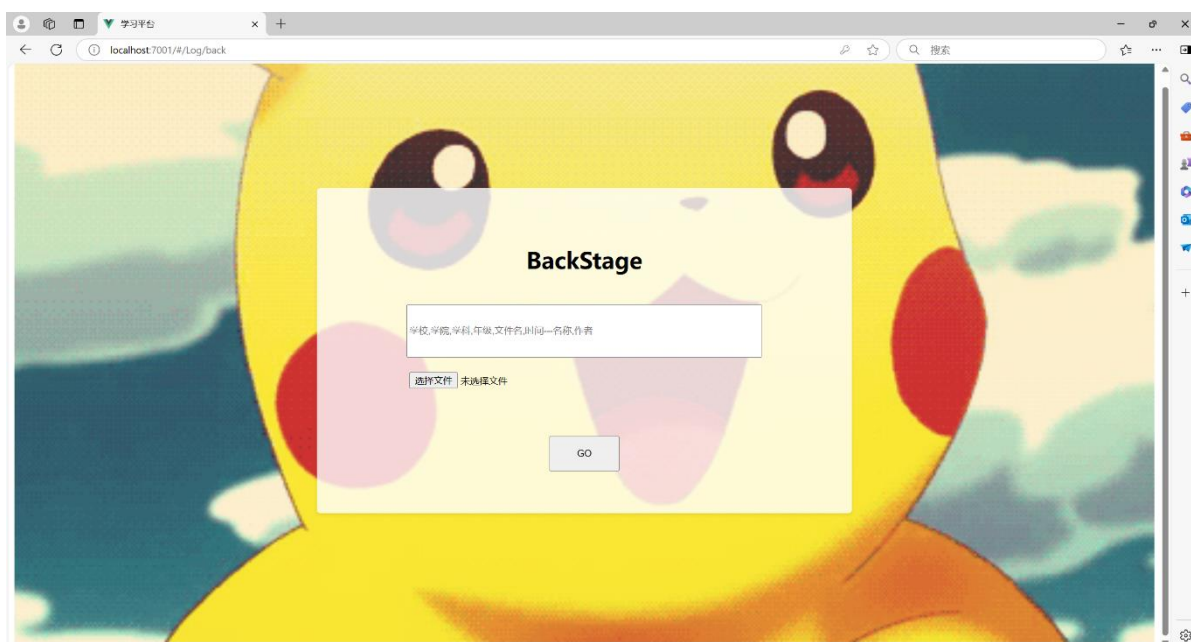 学习平台
localhost:7001/#/Log/back
搜索
BackStage
学校,学院,学科,年级,文件名,时间---名称,作者
选择文件 未选择文件
GO